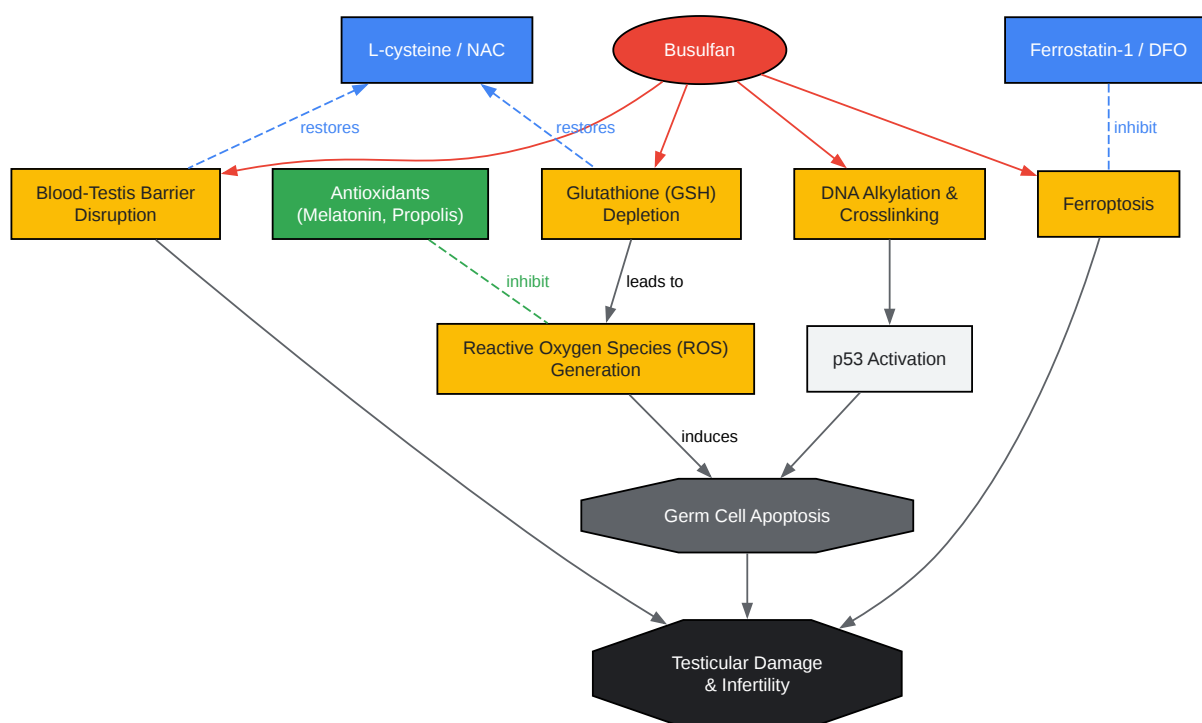 L-cysteine / NAC
Busulfan
Ferrostatin-1 / DFO
restores
restores
inhibit
Blood-Testis Barrier
Disruption
Antioxidants
(Melatonin, Propolis)
Glutathione (GSH)
Depletion
DNA Alkylation &
Crosslinking
Ferroptosis
inhibit
leads to
Reactive Oxygen Species (ROS)
Generation
p53 Activation
induces
Germ Cell Apoptosis
Testicular Damage
& Infertility